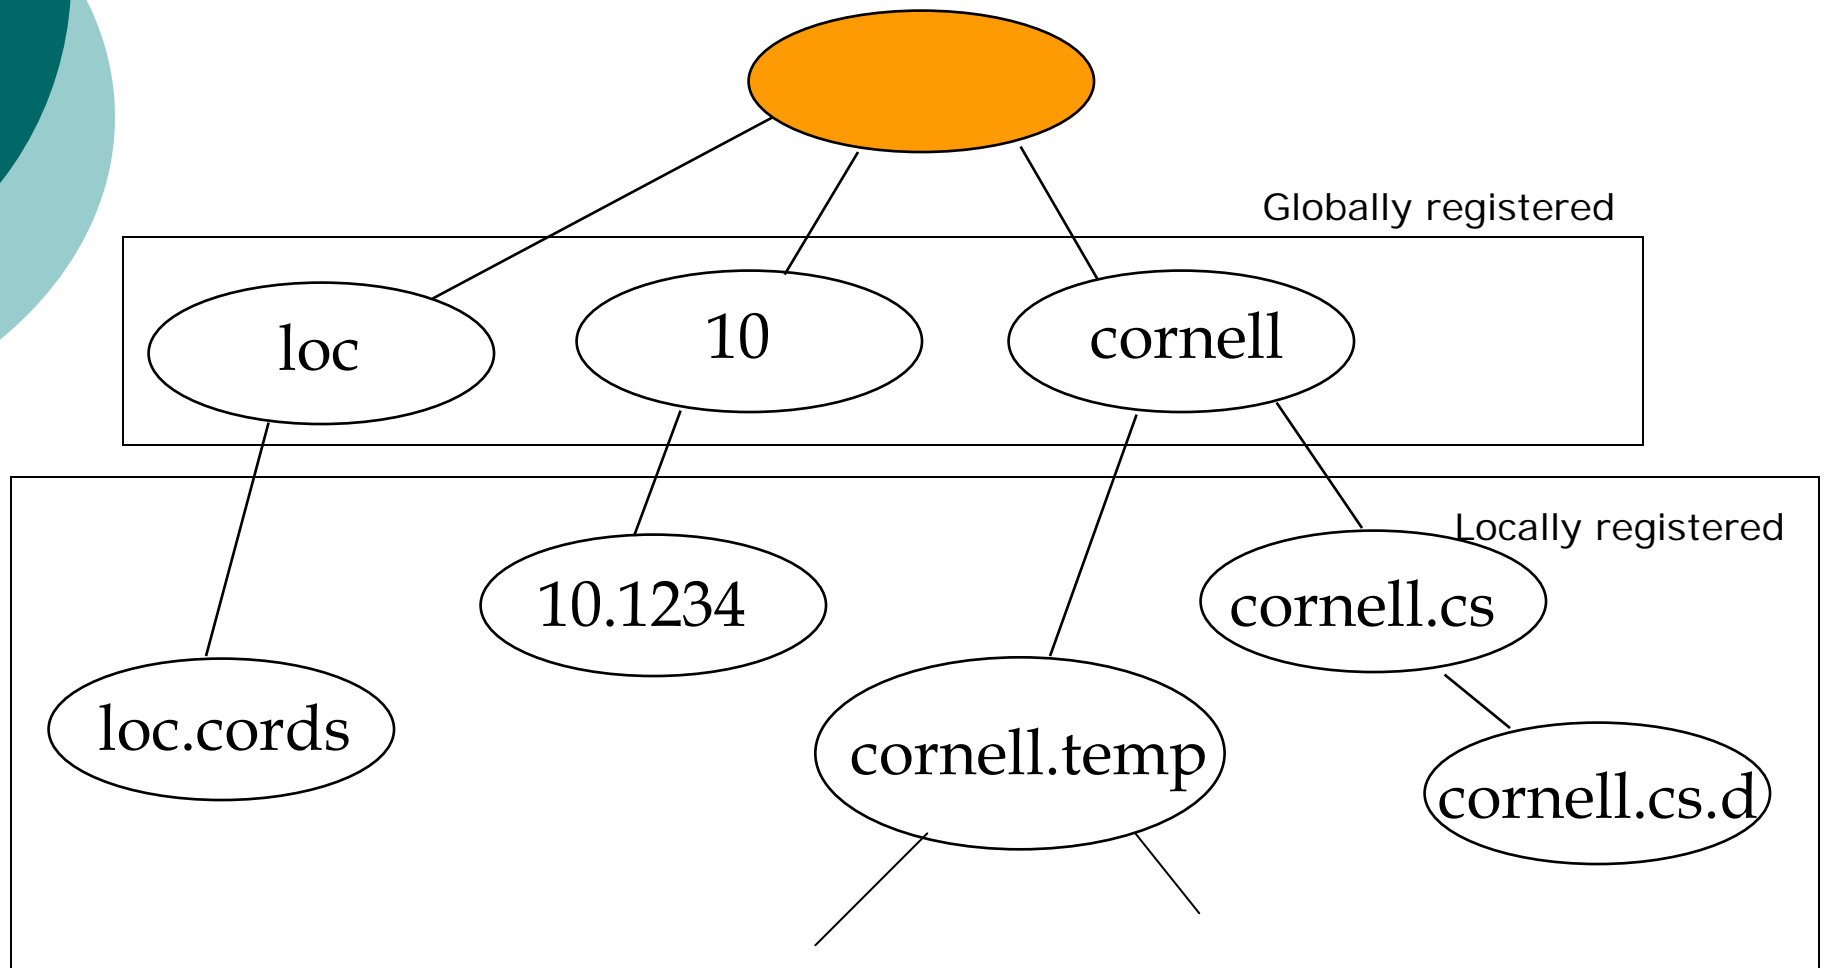 Globally registered
loc
10
cornell
Locally registered
10.1234
cornell.cs
loc.cords
cornell.temp
cornell.cs.d